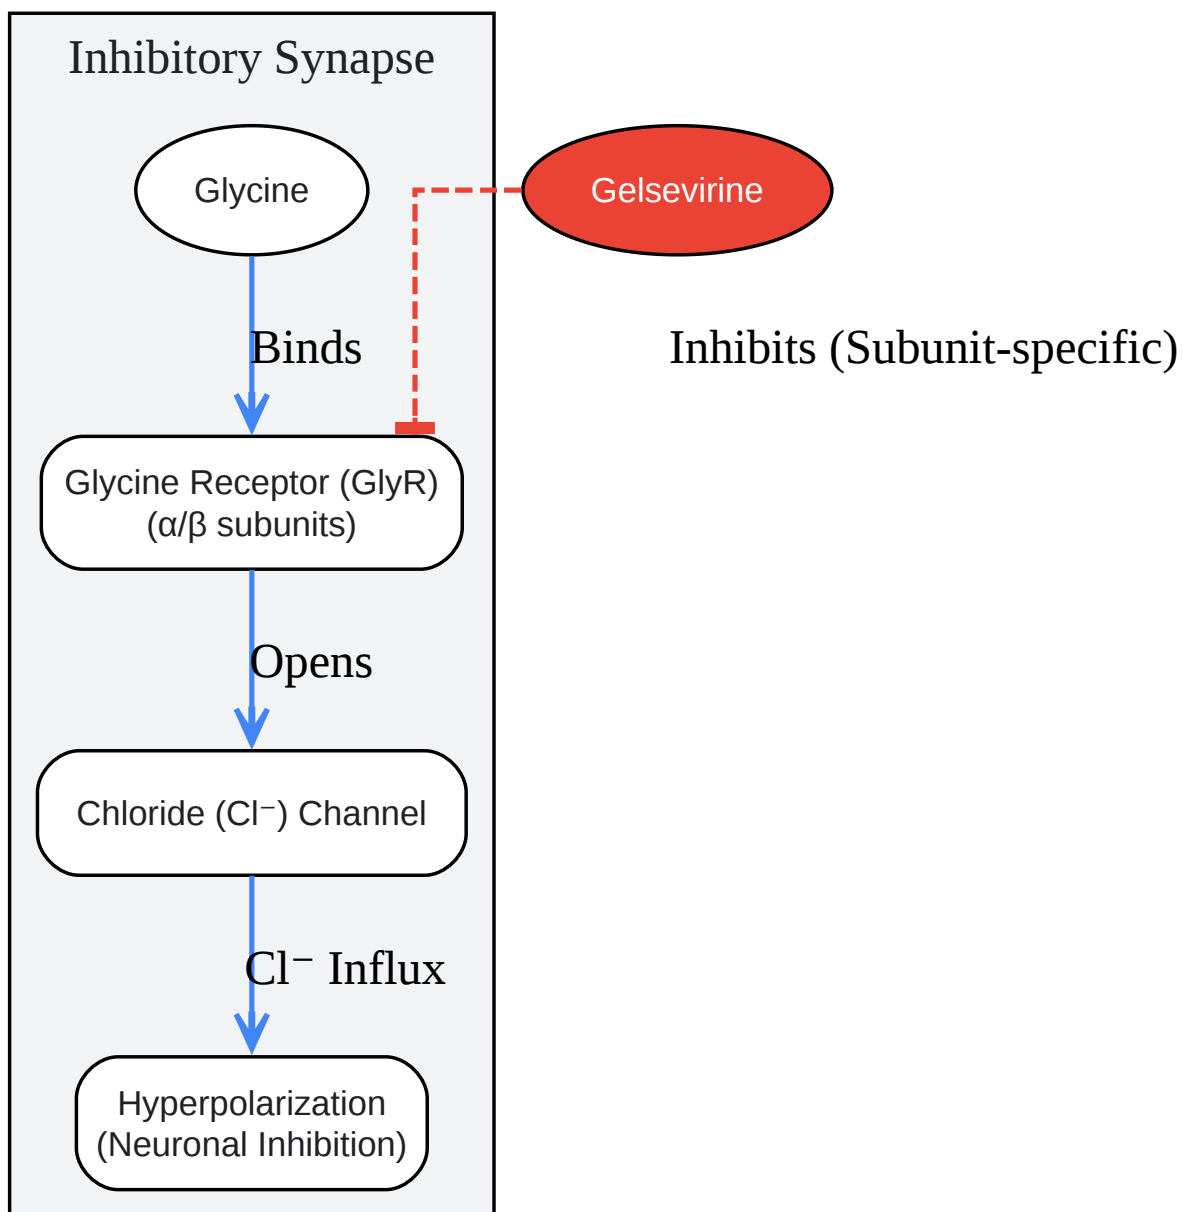 Inhibitory Synapse
Glycine
Gelsevirine
Binds
Inhibits (Subunit-specific)
Glycine Receptor (GlyR)
(α/β subunits)
Opens
Chloride (Cl⁻) Channel
Cl⁻ Influx
Hyperpolarization
(Neuronal Inhibition)